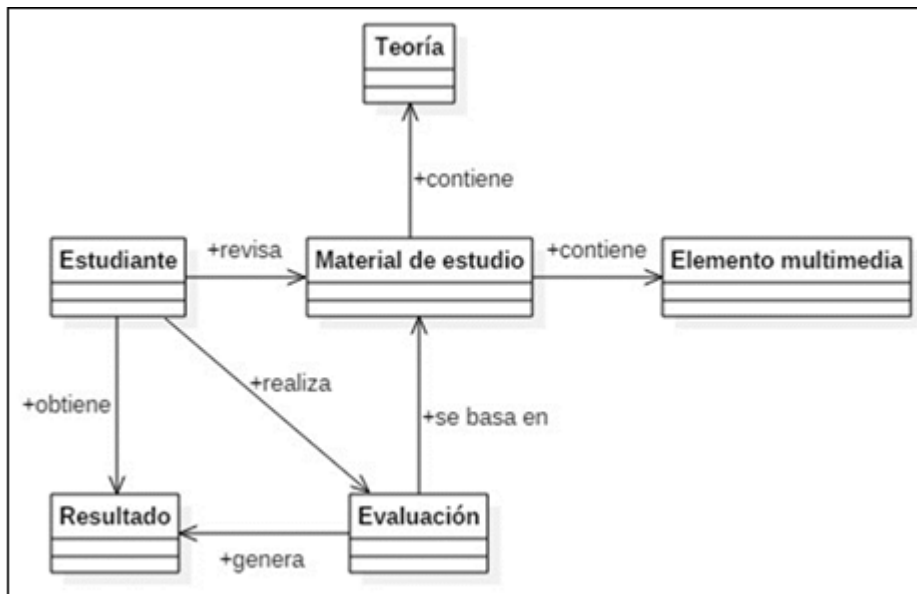 Teoría
+contiene
Estudiante
+revisa
Material de estudio
+contiene
Elemento multimedia
+obtiene
+realiza
+se basa en
Resultado
+genera
Evaluación